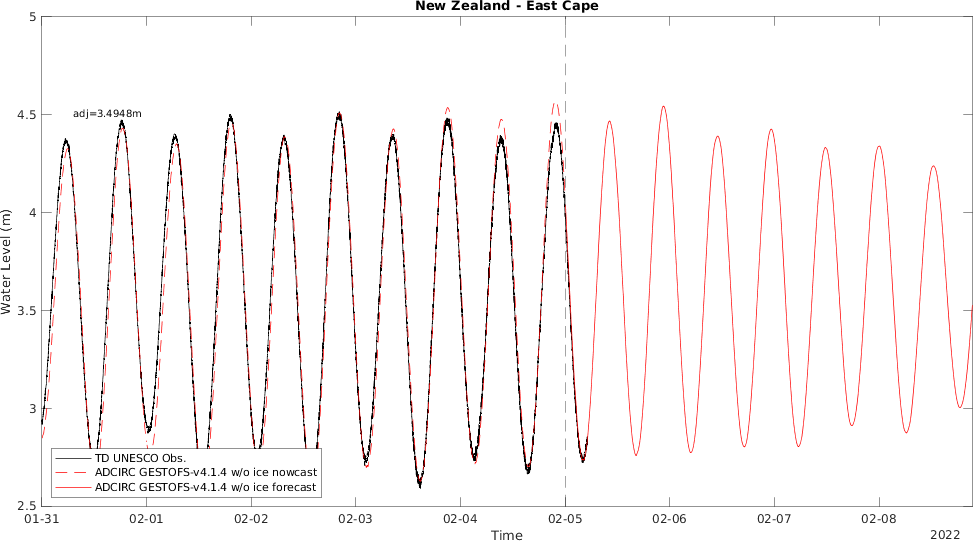 New Zealand - East Cape
5
adj=3.4948m
4.5
4
Water Level (m)
3.5
3
TD UNESCO Obs.
ADCIRC GESTOFS-v4.1.4 w/o ice nowcast
ADCIRC GESTOFS-v4.1.4 w/o ice forecast
2.5
01-31 02-01 02-02 02-03 02-04 02-05 02-06 02-07 02-08
Time
2022